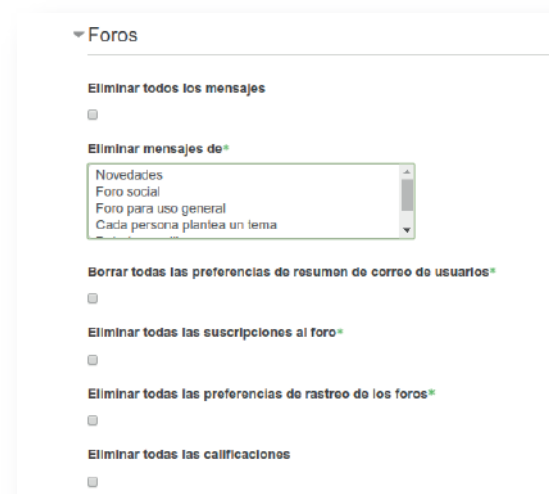 Foros
Eliminar todos los mensajes
Eliminar mensajes de*
Novedades
Foro social
Foro para uso general
Cada persona plantea un tema
Borrar todas las preferencias de resumen de correo de usuarios*
Eliminar todas las suscripciones al foro*
Eliminar todas las preferencias de rastreo de los foros*
Eliminar todas las calificaciones